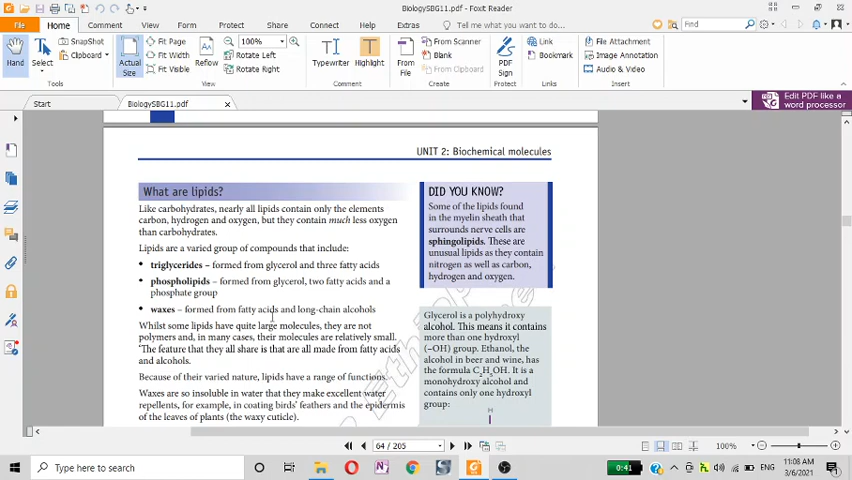 BiologySBG11.pdf - Foxit Reader
File Home Comment View Form Protect Share Connect Help Extras Tell me what you want to do... Find
Hand Select SnapShot Clipboard Actual Size Fit Page Fit Width Fit Visible Reflow 100% Rotate Left Rotate Right Typewriter Highlight From File From Scanner Blank From Clipboard PDF Sign Link Bookmark File Attachment Image Annotation Audio & Video
Tools View Comment Create Protect Links Insert
Start BiologySBG11.pdf Edit PDF like a word processor
UNIT 2: Biochemical molecules
What are lipids?
Like carbohydrates, nearly all lipids contain only the elements
carbon, hydrogen and oxygen, but they contain much less oxygen
than carbohydrates.
Lipids are a varied group of compounds that include:
• triglycerides – formed from glycerol and three fatty acids
• phospholipids – formed from glycerol, two fatty acids and a
phosphate group
• waxes – formed from fatty acids and long-chain alcohols
Whilst some lipids have quite large molecules, they are not
polymers and, in many cases, their molecules are relatively small.
The feature that they all share is that are all made from fatty acids
and alcohols.
Because of their varied nature, lipids have a range of functions.
Waxes are so insoluble in water that they make excellent water
repellents, for example, in coating birds' feathers and the epidermis
of the leaves of plants (the waxy cuticle).
DID YOU KNOW?
Some of the lipids found
in the myelin sheath that
surrounds nerve cells are
sphingolipids. These are
unusual lipids as they contain
nitrogen as well as carbon,
hydrogen and oxygen.
Glycerol is a polyhydroxy
alcohol. This means it contains
more than one hydroxyl
(–OH) group. Ethanol, the
alcohol in beer and wine, has
the formula C2H5OH. It is a
monohydroxy alcohol and
contains only one hydroxyl
group:
H
64 / 205 100%
Type here to search 0:41 ENG 11:08 AM
3/6/2021